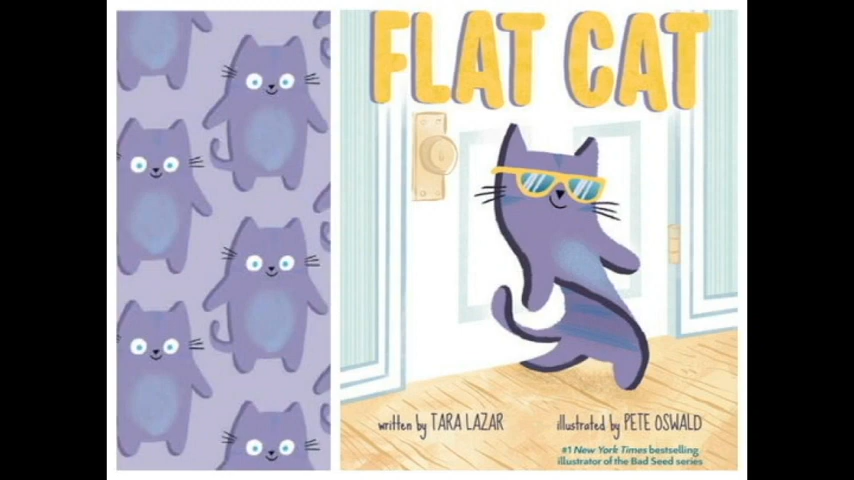 FLAT CAT
written by TARA LAZAR
illustrated by PETE OSWALD
#1 New York Times bestselling
illustrator of the Bad Seed series